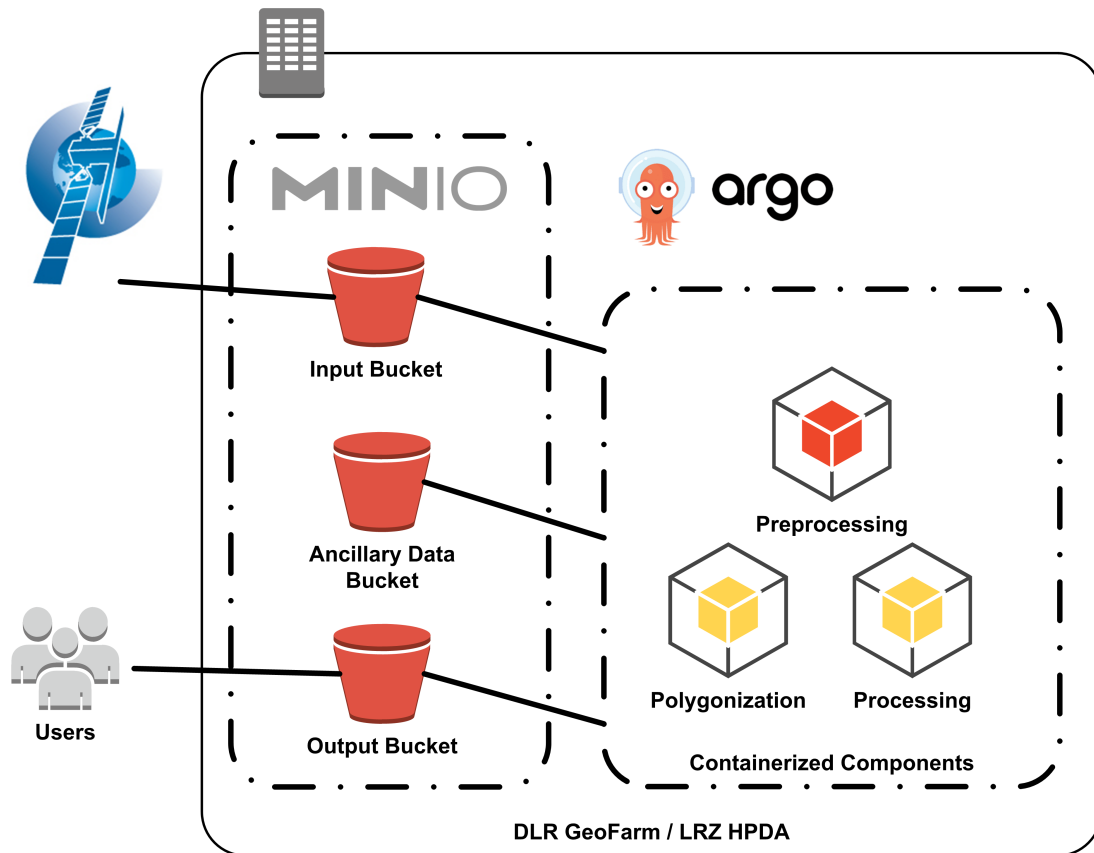 MINIO
argo
Input Bucket
Ancillary Data
Bucket
Output Bucket
Users
Preprocessing
Polygonization
Processing
Containerized Components
DLR GeoFarm / LRZ HPDA